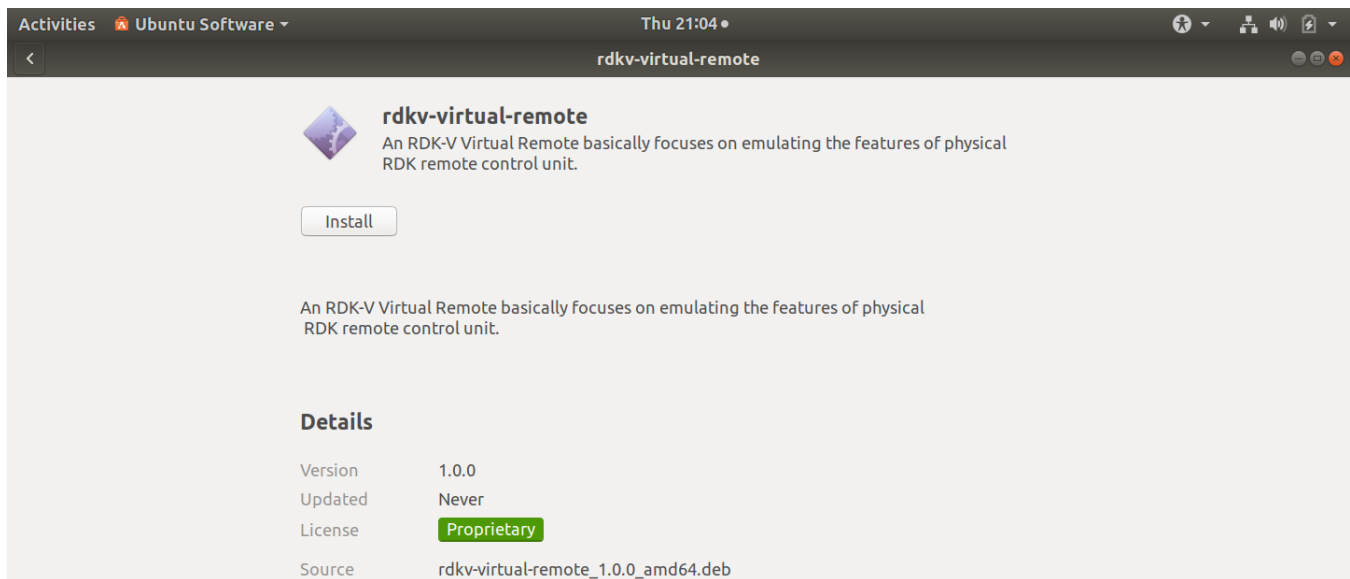 Activities Ubuntu Software Thu 21:04
rdkv-virtual-remote
rdkv-virtual-remote
An RDK-V Virtual Remote basically focuses on emulating the features of physical
RDK remote control unit.
Install
An RDK-V Virtual Remote basically focuses on emulating the features of physical
RDK remote control unit.
Details
Version 1.0.0
Updated Never
License Proprietary
Source rdkv-virtual-remote_1.0.0_amd64.deb